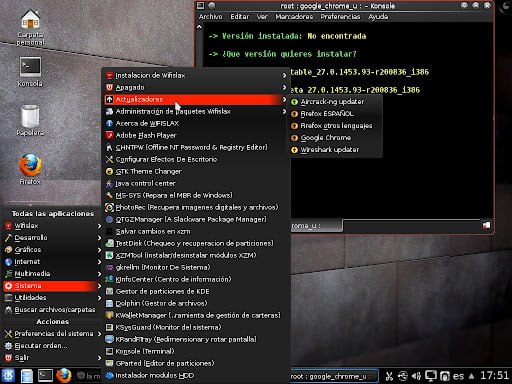 Carpeta
personal
Konsola
Papelera
Firefox
root : google_chrome_u : - Konsole
Archivo Editar Ver Marcadores Preferencias Ayuda
-> Versión instalada: No encontrada
-> ¿Que versión quieres instalar?
table_27.0.1453.93-r200836_i386
eta 27.0.1453.93-r200836_i386
hrome_u :
Instalacion de Wifislax
Apagado
Actualizadores
Administración de paquetes Wifislax
Acerca de WIFISLAX
Adobe Flash Player
CHNTPW (Offline NT Password & Registry Editor)
Configurar Efectos De Escritorio
GTK Theme Changer
Java control center
MS-SYS (Repara el MBR de Windows)
PhotoRec (Recupera imagenes digitales y archivos)
QTGZManager (A Slackware Package Manager)
Salvar cambios en xzm
TestDisk (Chequeo y recuperacion de particiones)
XZMTool (Instalar/desinstalar módulos XZM)
gkrellm (Monitor De Sistema)
KInfoCenter (Centro de información)
Gestor de particiones de KDE
Dolphin (Gestor de archivos)
KWalletManager (.ramienta de gestión de carteras)
KSysGuard (Monitor del sistema)
KRandRTray (Redimensionar y rotar pantalla)
Konsole (Terminal)
GParted (Editor de particiones)
Instalador modulos HDD
Aircrack-ng updater
Firefox ESPAÑOL
Firefox otros lenguajes
Google Chrome
Wireshark updater
Todas las aplicaciones
Wifislax
Desarrollo
Gráficos
Internet
Multimedia
Sistema
Utilidades
Buscar archivos/carpetas
Acciones
Preferencias del sistema
Ejecutar orden...
Salir
root : google_chrome_u :
es
17:51